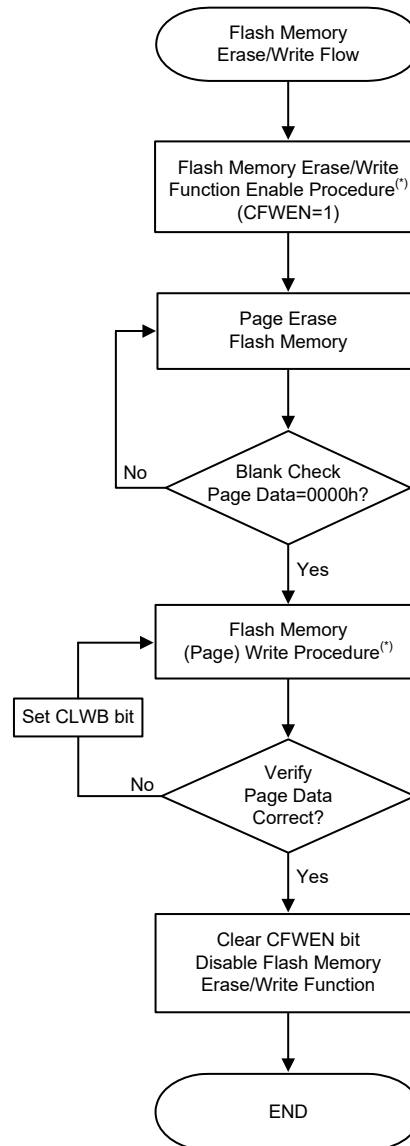 Flash Memory
Erase/Write Flow
Flash Memory Erase/Write
Function Enable Procedure(*)
(CFWEN=1)
Page Erase
Flash Memory
Blank Check
Page Data=0000h?
No
Yes
Flash Memory
(Page) Write Procedure(*)
Set CLWB bit
Verify
Page Data
Correct?
No
Yes
Clear CFWEN bit
Disable Flash Memory
Erase/Write Function
END